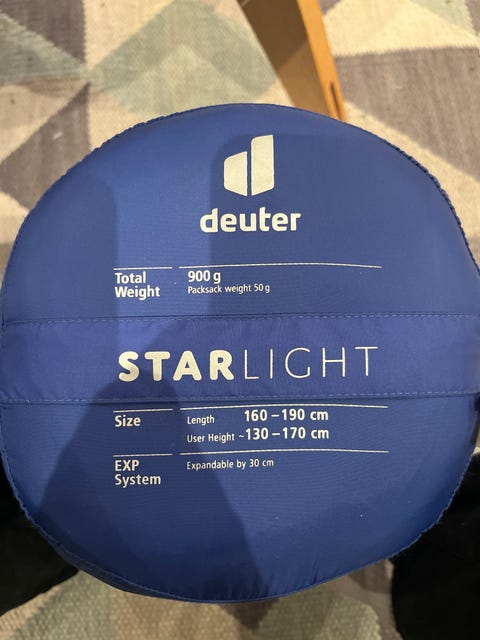 deuter
Total Weight 900 g
Packsack weight 50 g
STARLIGHT
Size Length 160 – 190 cm
User Height ~130 – 170 cm
EXP System Expandable by 30 cm